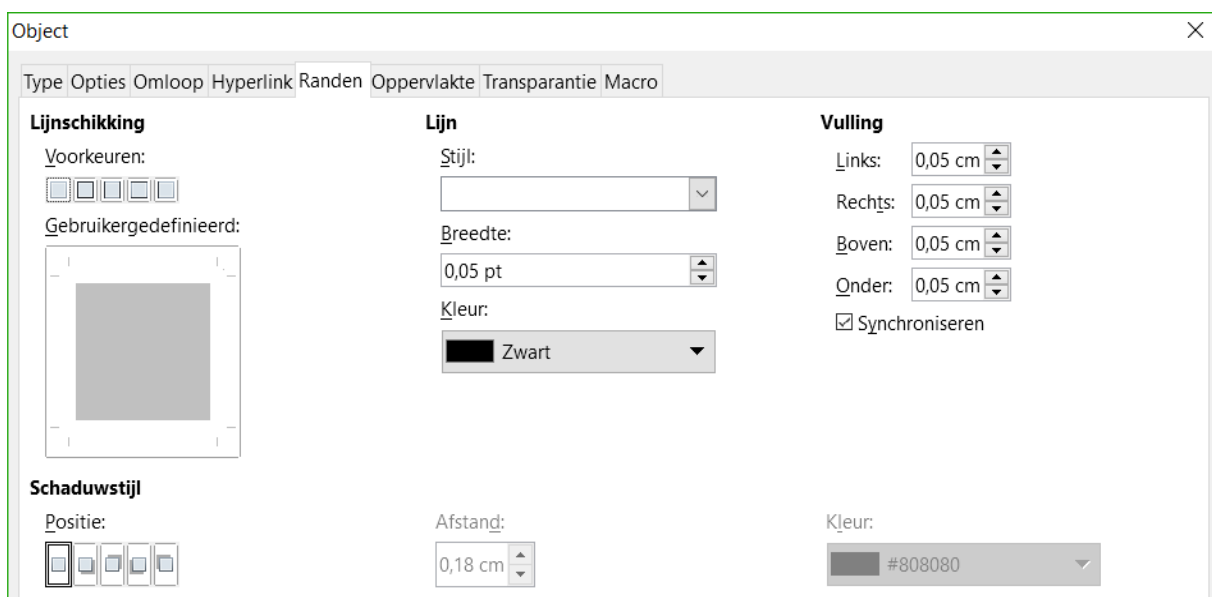 Object
Type Opties Omloop Hyperlink Randen Oppervlakte Transparantie Macro
Lijnschikking
Voorkeuren:
Gebruikergedefinieerd:
Lijn
Stijl:
Breedte:
0,05 pt
Kleur:
Zwart
Vulling
Links: 0,05 cm
Rechts: 0,05 cm
Boven: 0,05 cm
Onder: 0,05 cm
Synchroniseren
Schaduwstijl
Positie:
Afstand:
0,18 cm
Kleur:
#808080